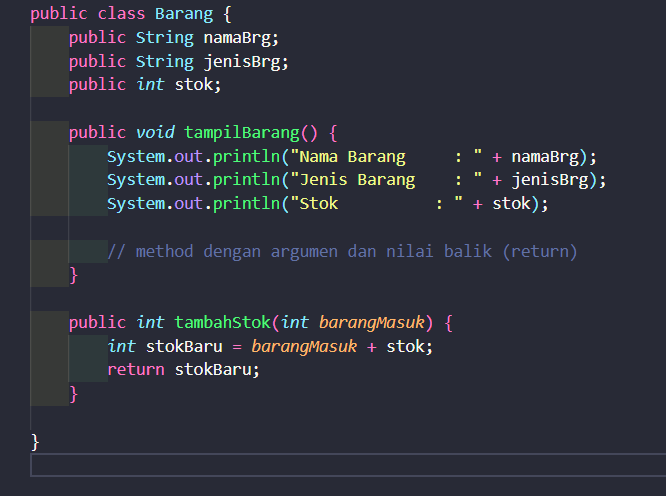 public class Barang {
    public String namaBrg;
    public String jenisBrg;
    public int stok;

    public void tampilBarang() {
        System.out.println("Nama Barang     : " + namaBrg);
        System.out.println("Jenis Barang    : " + jenisBrg);
        System.out.println("Stok          : " + stok);

        // method dengan argumen dan nilai balik (return)
    }

    public int tambahStok(int barangMasuk) {
        int stokBaru = barangMasuk + stok;
        return stokBaru;
    }

}